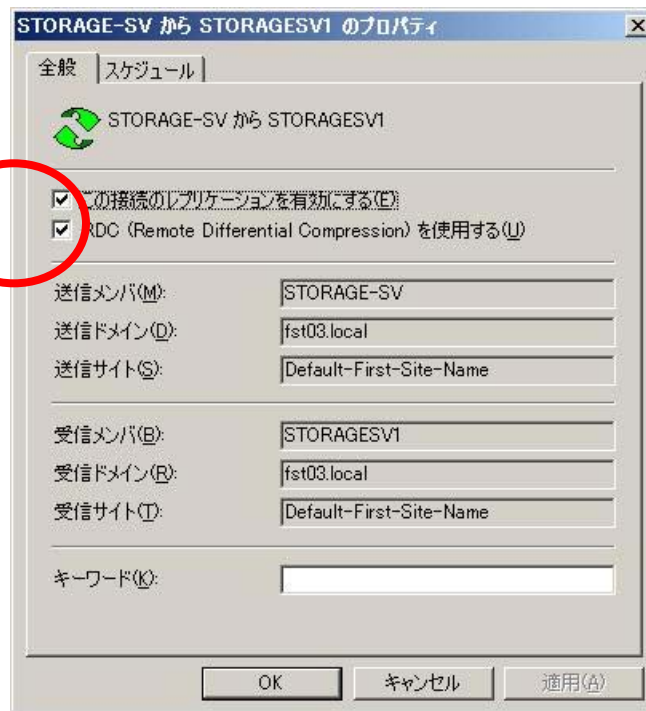 STORAGE-SV から STORAGESV1 のプロパティ
全般 スケジュール
STORAGE-SV から STORAGESV1
この接続のレプリケーションを有効にする(E)
RDC (Remote Differential Compression) を使用する(U)
送信メンバ(M): STORAGE-SV
送信ドメイン(D): fst03.local
送信サイト(S): Default-First-Site-Name
受信メンバ(B): STORAGESV1
受信ドメイン(R): fst03.local
受信サイト(T): Default-First-Site-Name
キーワード(K):
OK キャンセル 適用(A)